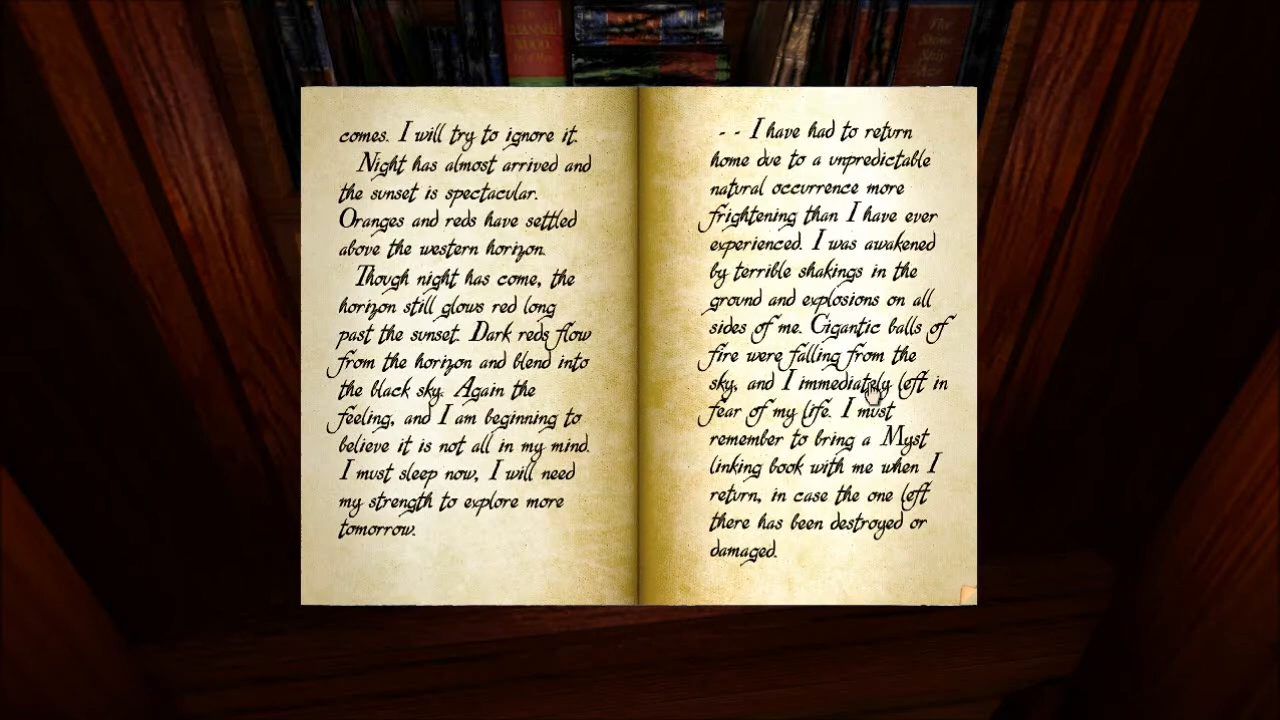 CHANNEL
WOOD
The
Stone
comes. I will try to ignore it.
Night has almost arrived and
the sunset is spectacular.
Oranges and reds have settled
above the western horizon.
Though night has come, the
horizon still glows red long
past the sunset. Dark reds flow
from the horizon and blend into
the black sky. Again the
feeling, and I am beginning to
believe it is not all in my mind.
I must sleep now, I will need
my strength to explore more
tomorrow.
- - I have had to return
home due to a unpredictable
natural occurrence more
frightening than I have ever
experienced. I was awakened
by terrible shakings in the
ground and explosions on all
sides of me. Gigantic balls of
fire were falling from the
sky, and I immediately left in
fear of my life. I must
remember to bring a Myst
linking book with me when I
return, in case the one left
there has been destroyed or
damaged.